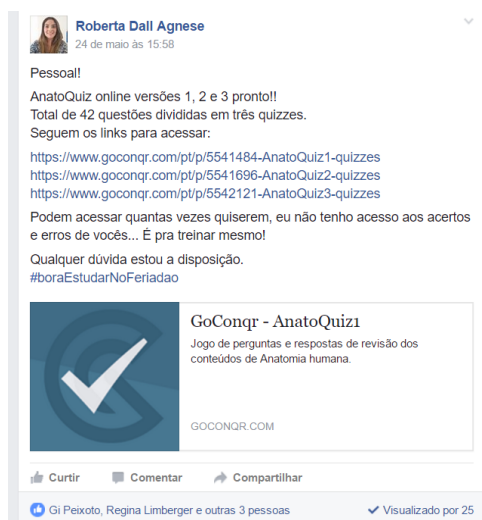 Roberta Dall Agnese
24 de maio às 15:58
Pessoal!
AnatoQuiz online versões 1, 2 e 3 pronto!!
Total de 42 questões divididas em três quizzes.
Seguem os links para acessar:
https://www.goconqr.com/pt/p/5541484-AnatoQuiz1-quizzes
https://www.goconqr.com/pt/p/5541696-AnatoQuiz2-quizzes
https://www.goconqr.com/pt/p/5542121-AnatoQuiz3-quizzes
Podem acessar quantas vezes quiserem, eu não tenho acesso aos acertos
e erros de vocês... É pra treinar mesmo!
Qualquer dúvida estou a disposição.
#boraEstudarNoFeriadao
GoConqr - AnatoQuiz1
Jogo de perguntas e respostas de revisão dos
conteúdos de Anatomia humana.
GOCONQR.COM
Curtir Comentar Compartilhar
Gi Peixoto, Regina Limberger e outras 3 pessoas Visualizado por 25